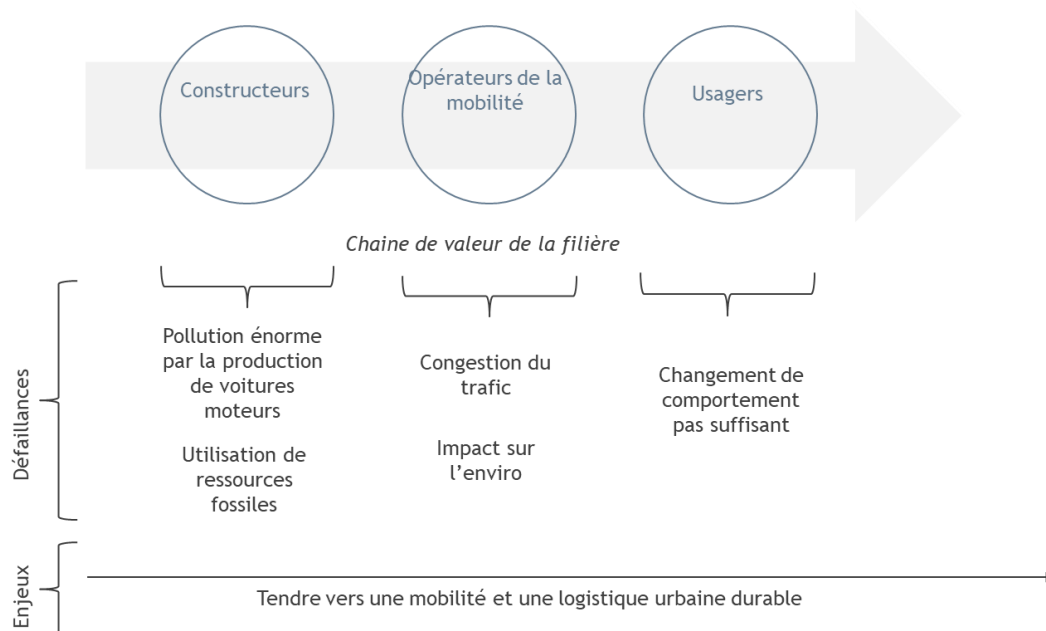 Constructeurs
Opérateurs de la
mobilité
Usagers
Chaine de valeur de la filière
Défaillances
Pollution énorme
par la production
de voitures
moteurs
Utilisation de
ressources
fossiles
Congestion du
trafic
Impact sur
l'enviro
Changement de
comportement
pas suffisant
Enjeux
Tendre vers une mobilité et une logistique urbaine durable